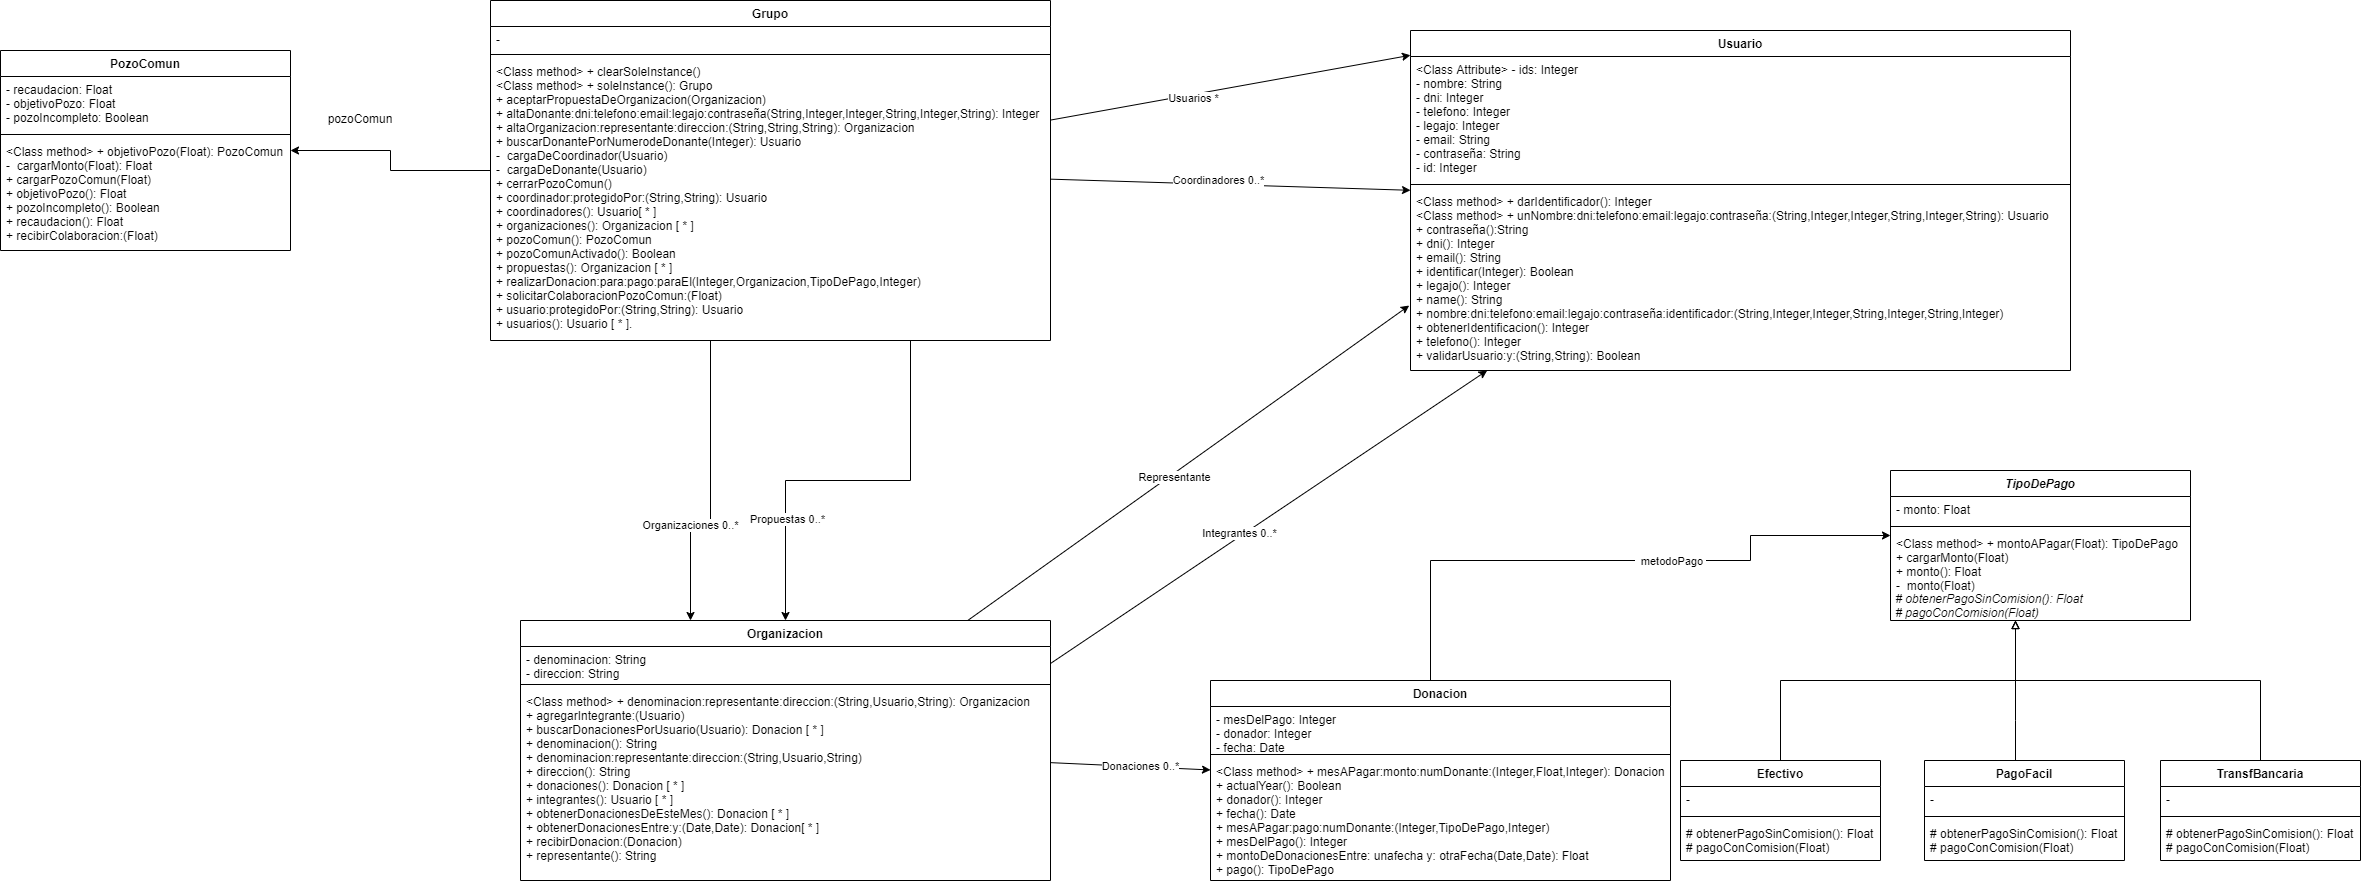 Grupo
-
<Class method> + clearSoleInstance()
<Class method> + soleInstance(): Grupo
+ aceptarPropuestaDeOrganizacion(Organizacion)
+ altaDonante:dni:telefono:email:legajo:contraseña(String,Integer,Integer,String,Integer,String): Integer
+ altaOrganizacion:representante:direccion:(String,String,String): Organizacion
+ buscarDonantePorNumerodeDonante(Integer): Usuario
- cargaDeCoordinador(Usuario)
- cargaDeDonante(Usuario)
+ cerrarPozoComun()
+ coordinador:protegidoPor:(String,String): Usuario
+ coordinadores(): Usuario[ * ]
+ organizaciones(): Organizacion [ * ]
+ pozoComun(): PozoComun
+ pozoComunActivado(): Boolean
+ propuestas(): Organizacion [ * ]
+ realizarDonacion:para:pago:paraEl(Integer,Organizacion,TipoDePago,Integer)
+ solicitarColaboracionPozoComun:(Float)
+ usuario:protegidoPor:(String,String): Usuario
+ usuarios(): Usuario [ * ].
PozoComun
- recaudacion: Float
- objetivoPozo: Float
- pozoIncompleto: Boolean
<Class method> + objetivoPozo(Float): PozoComun
- cargarMonto(Float): Float
+ cargarPozoComun(Float)
+ objetivoPozo(): Float
+ pozoIncompleto(): Boolean
+ recaudacion(): Float
+ recibirColaboracion:(Float)
pozoComun
Usuarios *
Coordinadores 0..*
Usuario
<Class Attribute> - ids: Integer
- nombre: String
- dni: Integer
- telefono: Integer
- legajo: Integer
- email: String
- contraseña: String
- id: Integer
<Class method> + darIdentificador(): Integer
<Class method> + unNombre:dni:telefono:email:legajo:contraseña:(String,Integer,Integer,String,Integer,String): Usuario
+ contraseña():String
+ dni(): Integer
+ email(): String
+ identificar(Integer): Boolean
+ legajo(): Integer
+ name(): String
+ nombre:dni:telefono:email:legajo:contraseña:identificador:(String,Integer,Integer,String,Integer,String,Integer)
+ obtenerIdentificacion(): Integer
+ telefono(): Integer
+ validarUsuario:y:(String,String): Boolean
Representante
Integrantes 0..*
Organizaciones 0..*
Propuestas 0..*
Organizacion
- denominacion: String
- direccion: String
<Class method> + denominacion:representante:direccion:(String,Usuario,String): Organizacion
+ agregarIntegrante:(Usuario)
+ buscarDonacionesPorUsuario(Usuario): Donacion [ * ]
+ denominacion(): String
+ denominacion:representante:direccion:(String,Usuario,String)
+ direccion(): String
+ donaciones(): Donacion [ * ]
+ integrantes(): Usuario [ * ]
+ obtenerDonacionesDeEsteMes(): Donacion [ * ]
+ obtenerDonacionesEntre:y:(Date,Date): Donacion[ * ]
+ recibirDonacion:(Donacion)
+ representante(): String
Donaciones 0..*
Donacion
- mesDelPago: Integer
- donador: Integer
- fecha: Date
<Class method> + mesAPagar:monto:numDonante:(Integer,Float,Integer): Donacion
+ actualYear(): Boolean
+ donador(): Integer
+ fecha(): Date
+ mesAPagar:pago:numDonante:(Integer,TipoDePago,Integer)
+ mesDelPago(): Integer
+ montoDeDonacionesEntre: unafecha y: otraFecha(Date,Date): Float
+ pago(): TipoDePago
metodoPago
TipoDePago
- monto: Float
<Class method> + montoAPagar(Float): TipoDePago
+ cargarMonto(Float)
+ monto(): Float
- monto(Float)
# obtenerPagoSinComision(): Float
# pagoConComision(Float)
Efectivo
-
# obtenerPagoSinComision(): Float
# pagoConComision(Float)
PagoFacil
-
# obtenerPagoSinComision(): Float
# pagoConComision(Float)
TransfBancaria
-
# obtenerPagoSinComision(): Float
# pagoConComision(Float)